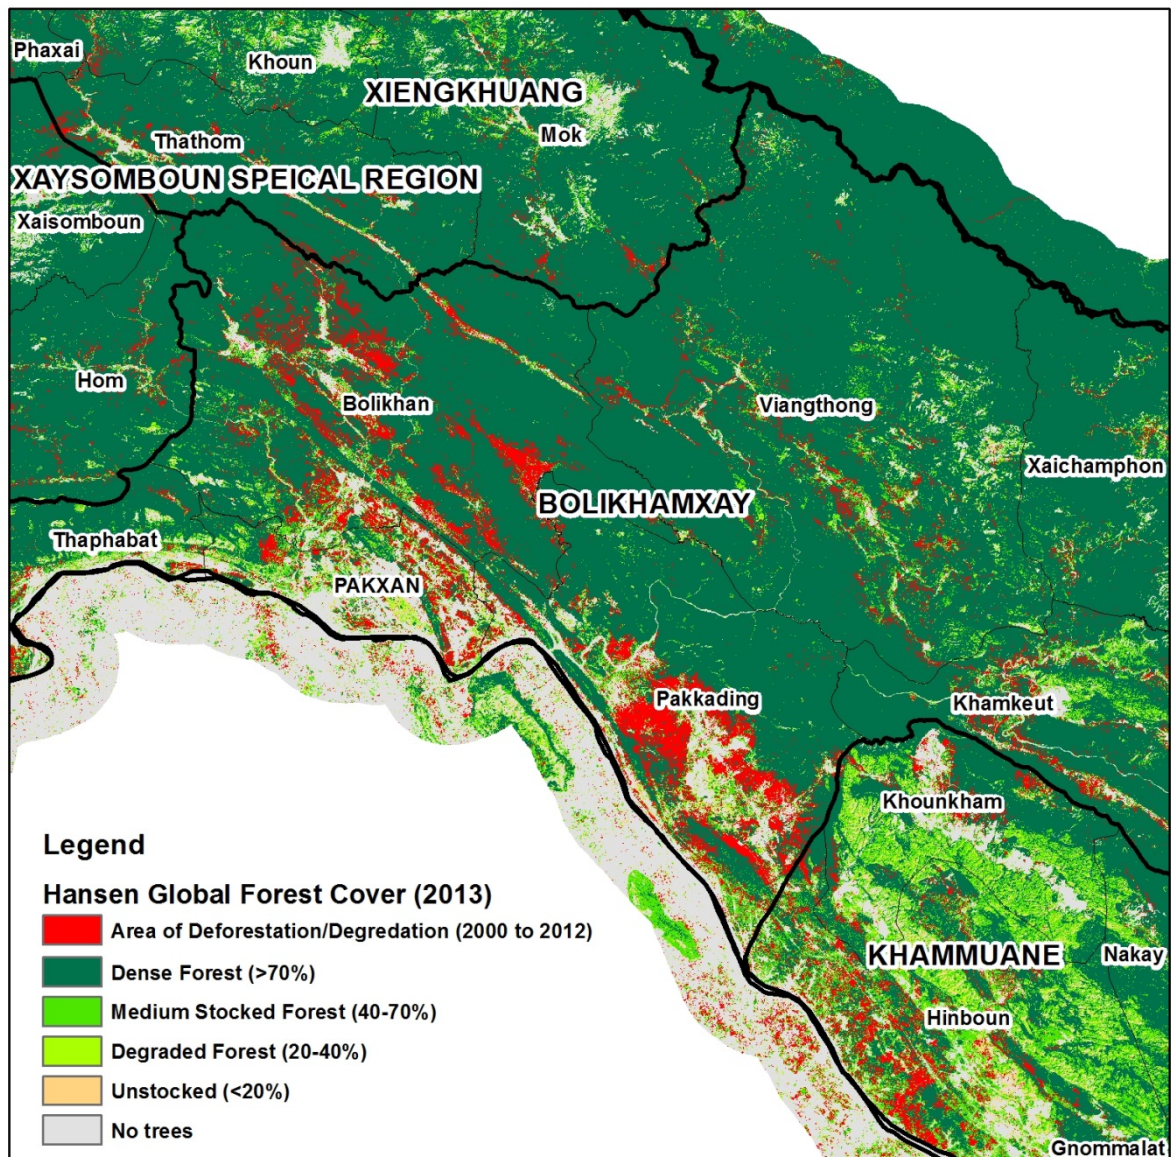 Phaxai
Khoun
XIENGKHUANG
Mok
Thathom
XAYSOMBOUN SPEICAL REGION
Xaisomboun
Hom
Bolikhan
Viangthong
Xaichamphon
BOLIKHAMXAY
Thaphabat
PAKXAN
Pakkading
Khamkeut
Khounkham
KHAMMUANE
Nakay
Hinboun
Gnommalat
Legend
Hansen Global Forest Cover (2013)
Area of Deforestation/Degredation (2000 to 2012)
Dense Forest (>70%)
Medium Stocked Forest (40-70%)
Degraded Forest (20-40%)
Unstocked (<20%)
No trees